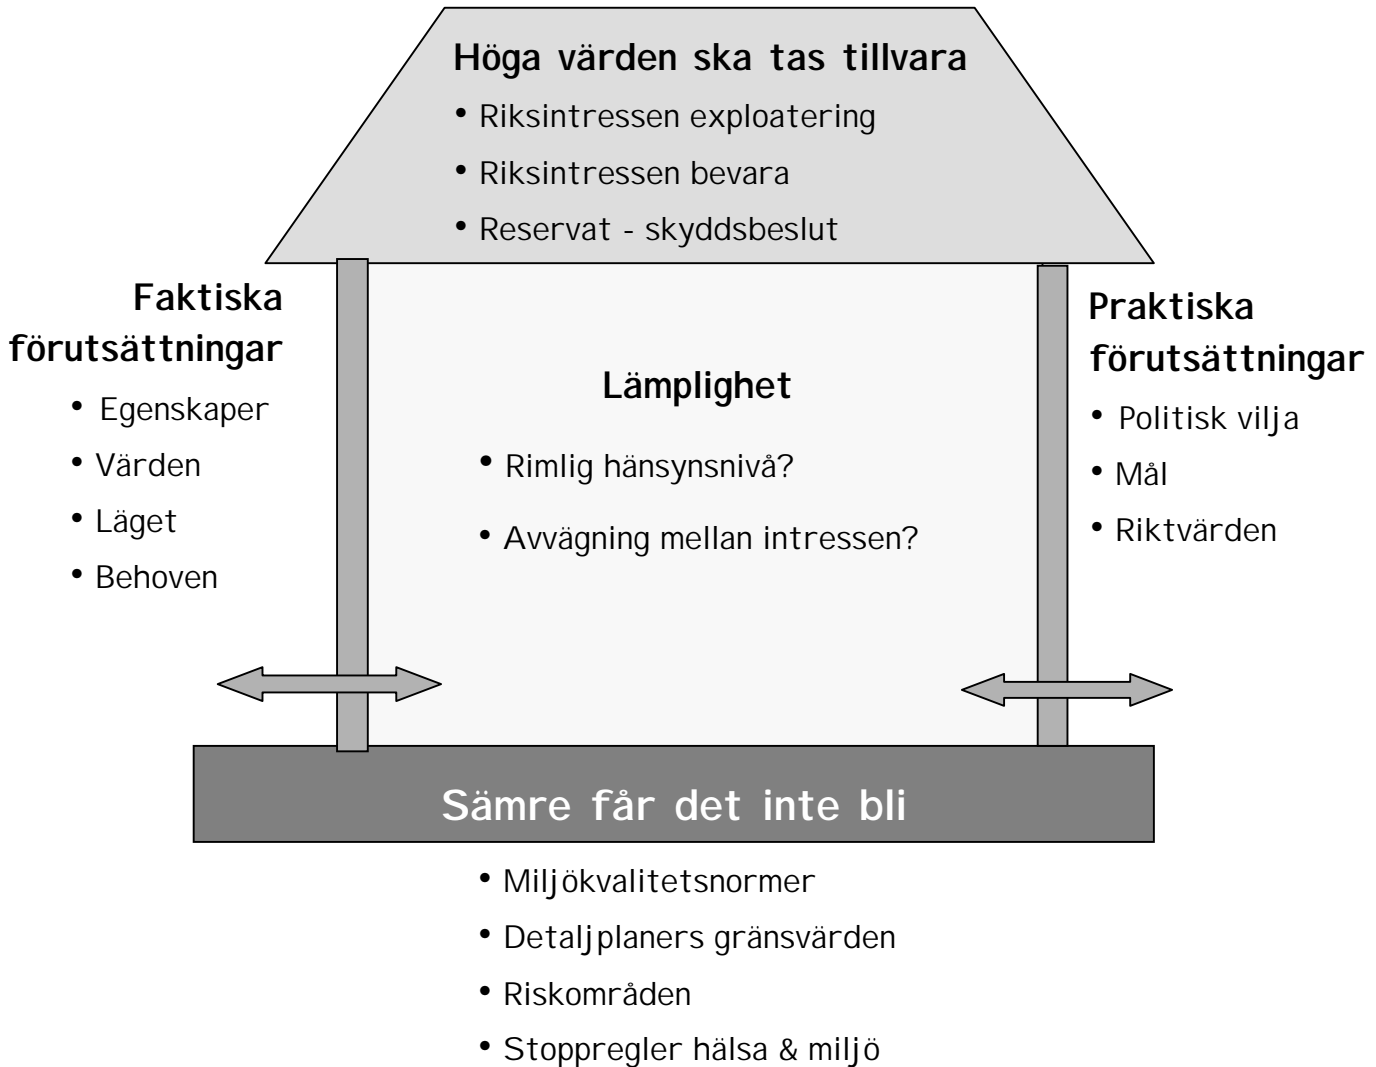 Höga värden ska tas tillvara
• Riksintressen exploatering
• Riksintressen bevara
• Reservat - skyddsbeslut
Faktiska
förutsättningar
• Egenskaper
• Värden
• Läget
• Behoven
Lämplighet
• Rimlig hänsynsnivå?
• Avvägning mellan intressen?
Praktiska
förutsättningar
• Politisk vilja
• Mål
• Riktvärden
Sämre får det inte bli
• Miljökvalitetsnormer
• Detaljplaners gränsvärden
• Riskområden
• Stoppregler hälsa & miljö